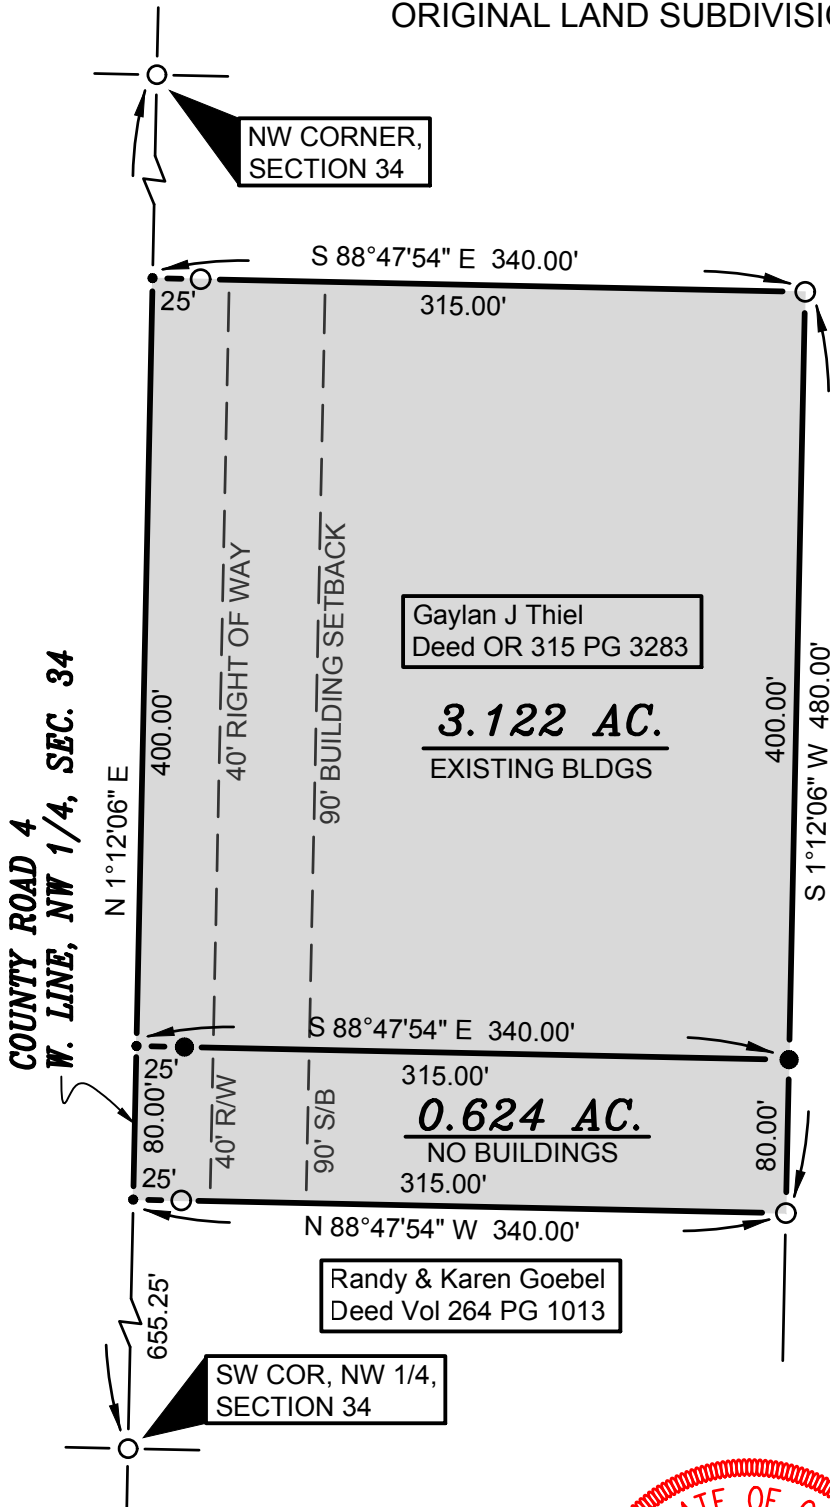 ORIGINAL LAND SUBDIVISIO
NW CORNER,
SECTION 34
S 88°47'54" E 340.00'
25'
315.00'
40' RIGHT OF WAY
90' BUILDING SETBACK
Gaylan J Thiel
Deed OR 315 PG 3283
3.122 AC.
EXISTING BLDGS
400.00'
N 1°12'06" E
400.00'
S 1°12'06" W 480.00'
COUNTY ROAD 4
W. LINE, NW 1/4, SEC. 34
S 88°47'54" E 340.00'
25'
315.00'
80.00'
40' R/W
90' S/B
0.624 AC.
NO BUILDINGS
80.00'
25'
315.00'
N 88°47'54" W 340.00'
Randy & Karen Goebel
Deed Vol 264 PG 1013
655.25'
SW COR, NW 1/4,
SECTION 34
ATE OF